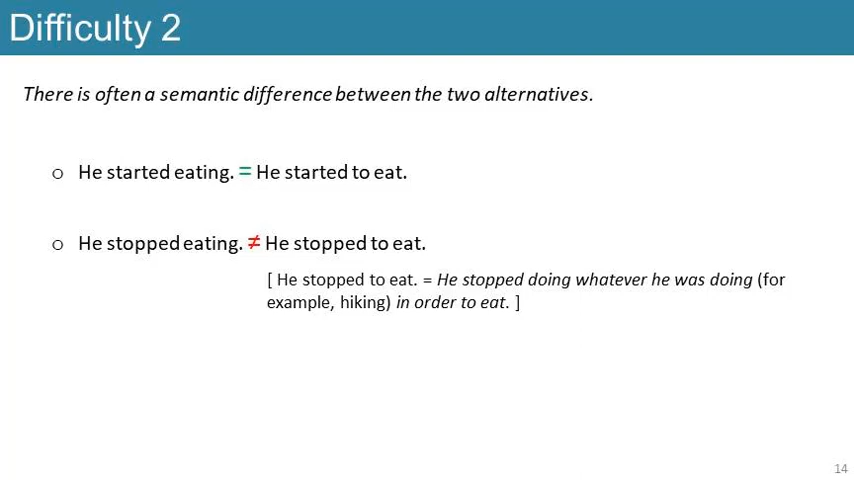 Difficulty 2
There is often a semantic difference between the two alternatives.
o He started eating. = He started to eat.
o He stopped eating. ≠ He stopped to eat.
[ He stopped to eat. = He stopped doing whatever he was doing (for
example, hiking) in order to eat. ]
14